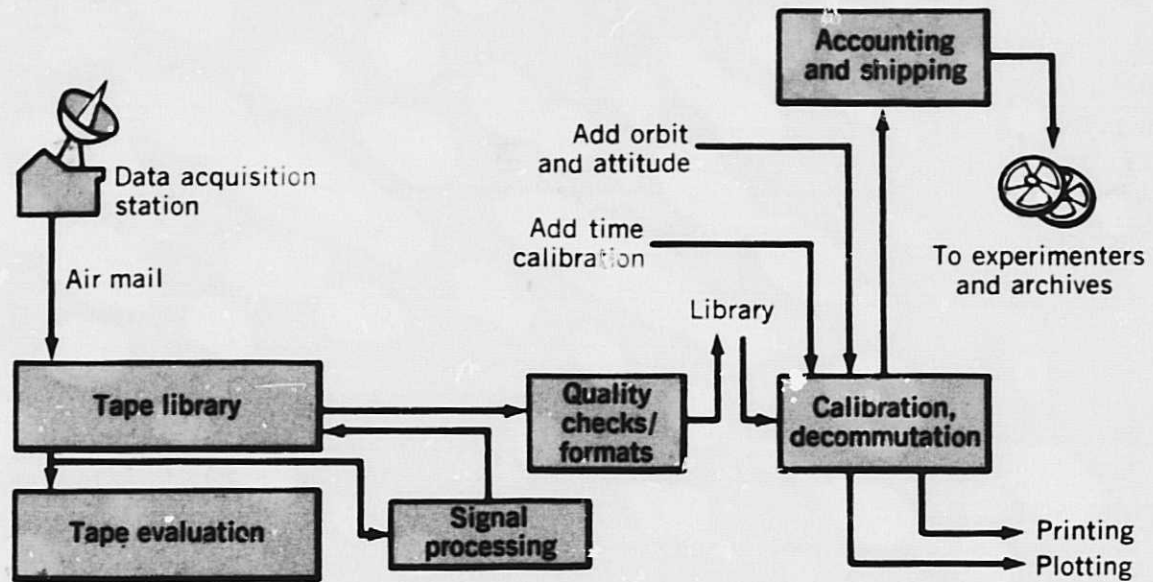 Accounting
and shipping
Add orbit
and attitude
Data acquisition
station
Add time
calibration
To experimenters
and archives
Air mail
Library
Tape library
Quality
checks/
formats
Calibration,
decommutation
Tape evaluation
Signal
processing
Printing
Plotting